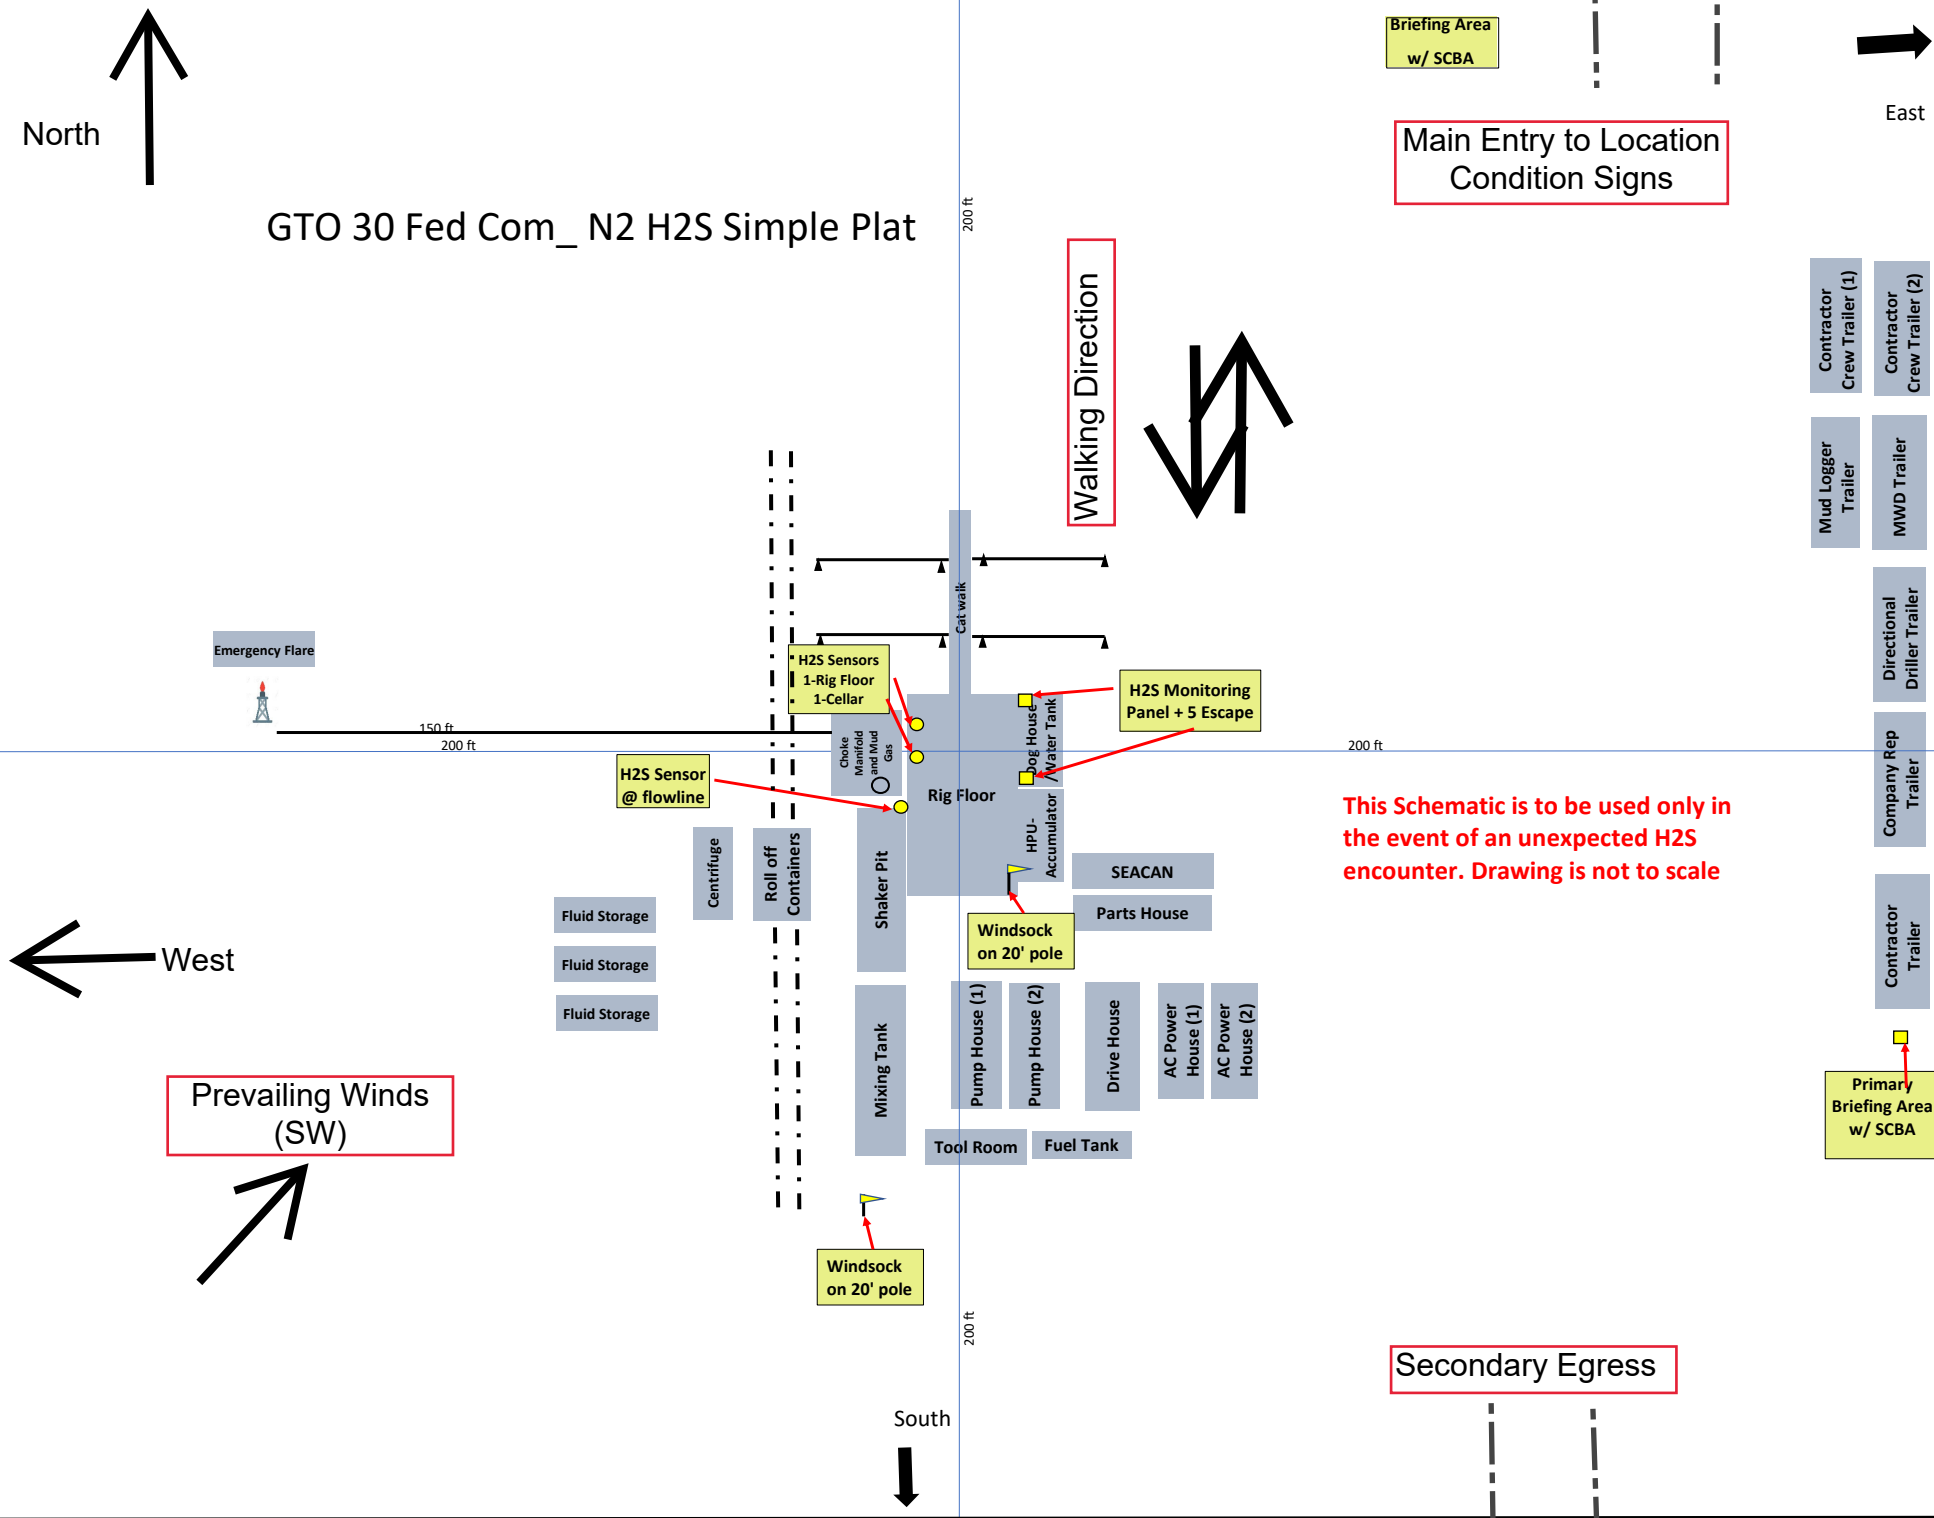 Briefing Area
w/ SCBA
East
North
Main Entry to Location
Condition Signs
GTO 30 Fed Com_ N2 H2S Simple Plat
200 ft
Walking Direction
Contractor
Crew Trailer (1)
Contractor
Crew Trailer (2)
Mud Logger
Trailer
MWD Trailer
Directional
Driller Trailer
Company Rep
Trailer
Contractor
Trailer
Cat walk
Emergency Flare
H2S Sensors
1-Rig Floor
1-Cellar
H2S Monitoring
Panel + 5 Escape
150 ft
200 ft
200 ft
Choke
Manifold
and Mud
Gas
Dog House
/Water Tank
H2S Sensor
@ flowline
Rig Floor
HPU-
Accumulator
This Schematic is to be used only in
the event of an unexpected H2S
encounter. Drawing is not to scale
Centrifuge
Roll off
Containers
Shaker Pit
SEACAN
Parts House
Fluid Storage
Fluid Storage
Fluid Storage
Windsock
on 20' pole
West
Mixing Tank
Pump House (1)
Pump House (2)
Drive House
AC Power
House (1)
AC Power
House (2)
Primary
Briefing Area
w/ SCBA
Prevailing Winds
(SW)
Tool Room
Fuel Tank
Windsock
on 20' pole
200 ft
Secondary Egress
South